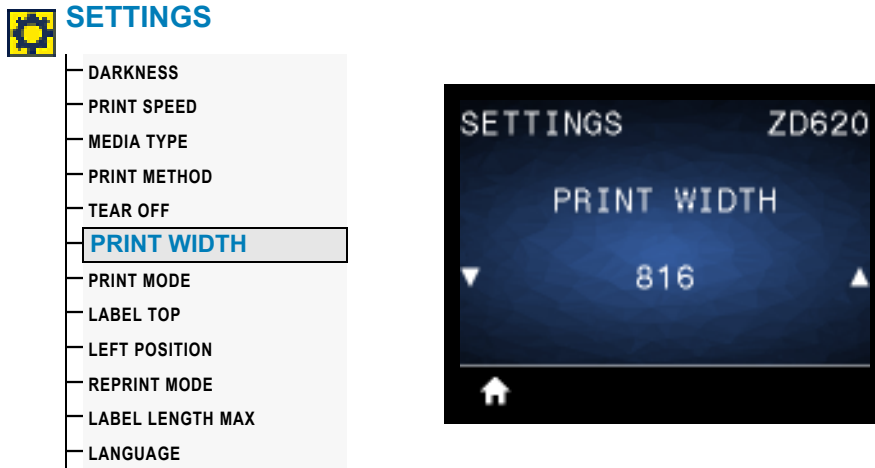 SETTINGS
DARKNESS
PRINT SPEED
MEDIA TYPE
PRINT METHOD
TEAR OFF
PRINT WIDTH
PRINT MODE
LABEL TOP
LEFT POSITION
REPRINT MODE
LABEL LENGTH MAX
LANGUAGE
SETTINGS ZD620
PRINT WIDTH
816